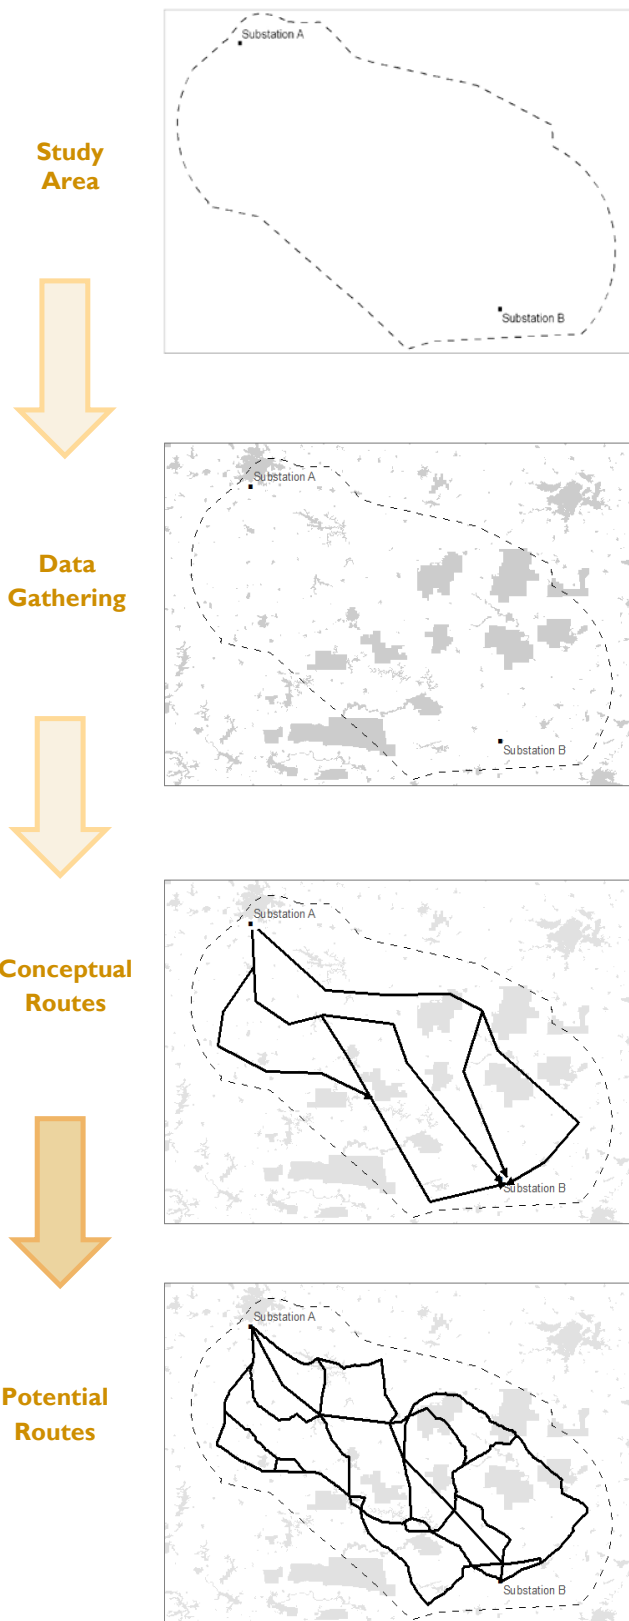 Substation A
Study
Area
Substation B
Substation A
Data
Gathering
Substation B
Substation A
Conceptual
Routes
Substation B
Substation A
Potential
Routes
Substation B